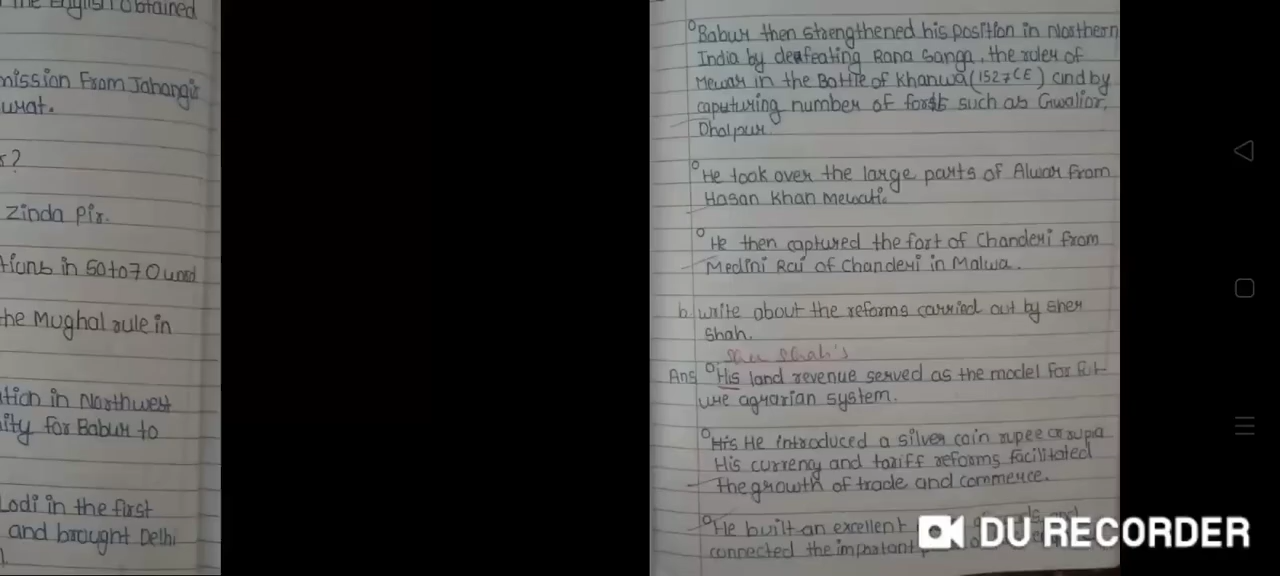 the English obtained
mission From Jahangir
urat.
s?
zinda Pir.
tions in 50 to 70 word
he Mughal rule in
tion in Northwest
ity for Babur to
Lodi in the first
and brought Delhi
Babur then strengthened his position in Northern
India by deafeating Rana Sanga, the ruler of
Mewar in the Battle of Khanwa (1527 CE) and by
caputuring number of forts such as Gwalior,
Dholpur.
He took over the large parts of Alwar From
Hasan Khan Mewati.
He then captured the fort of Chanderi from
Medini Rai of Chanderi in Malwa.
b. write about the reforms carried out by Sher
Shah.
Sher Shah's
Ans His land revenue served as the model for fut
ure agrarian system.
His He introduced a silver coin rupee or rupia
His currency and tariff reforms facilitated
the growth of trade and commerce.
He built an excellent
connected the important
DU RECORDER